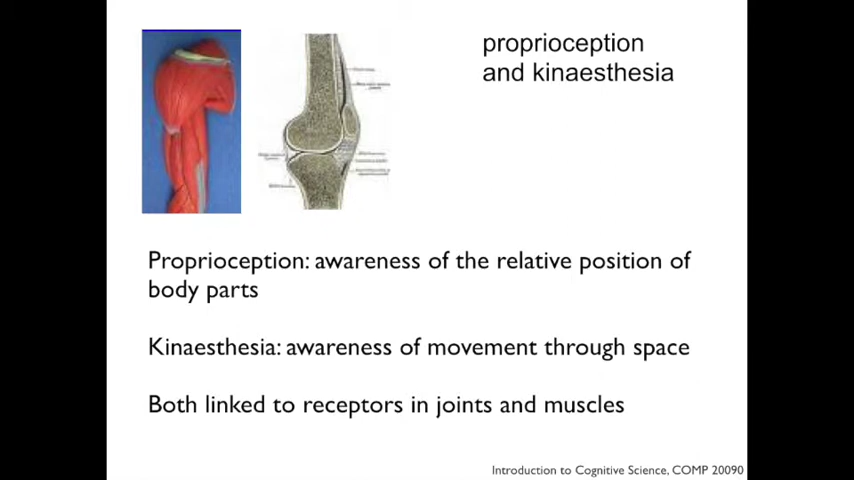 proprioception
and kinaesthesia
Proprioception: awareness of the relative position of
body parts
Kinaesthesia: awareness of movement through space
Both linked to receptors in joints and muscles
Introduction to Cognitive Science, COMP 20090